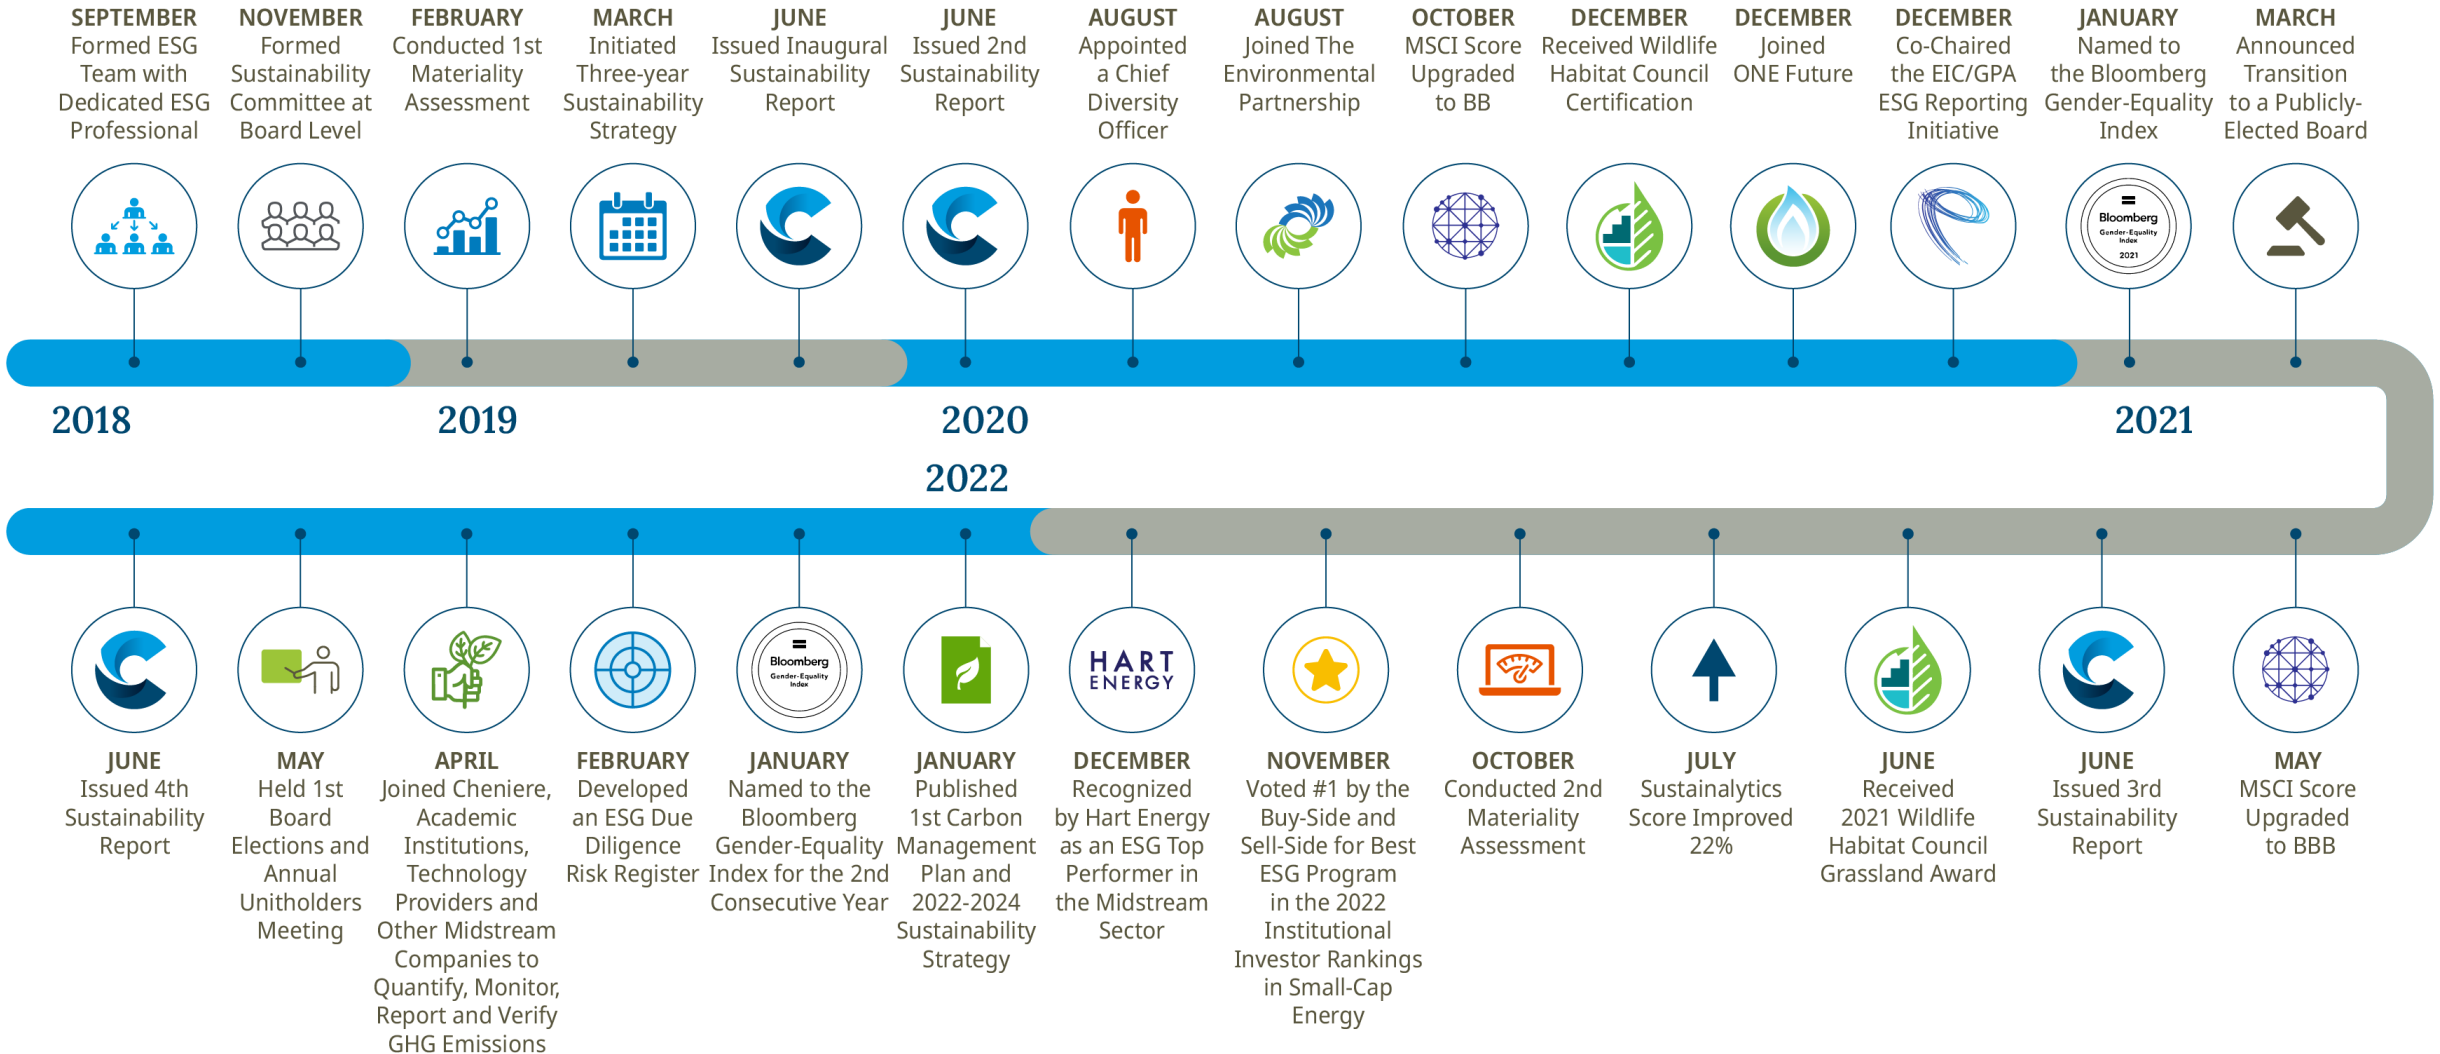 SEPTEMBER
Formed ESG
Team with
Dedicated ESG
Professional
NOVEMBER
Formed
Sustainability
Committee at
Board Level
FEBRUARY
Conducted 1st
Materiality
Assessment
MARCH
Initiated
Three-year
Sustainability
Strategy
JUNE
Issued Inaugural
Sustainability
Report
JUNE
Issued 2nd
Sustainability
Report
AUGUST
Appointed
a Chief
Diversity
Officer
AUGUST
Joined The
Environmental
Partnership
OCTOBER
MSCI Score
Upgraded
to BB
DECEMBER
Received Wildlife
Habitat Council
Certification
DECEMBER
Joined
ONE Future
DECEMBER
Co-Chaired
the EIC/GPA
ESG Reporting
Initiative
JANUARY
Named to
the Bloomberg
Gender-Equality
Index
MARCH
Announced
Transition
to a Publicly-
Elected Board
Bloomberg
Gender-Equality
Index
2021
2018
2019
2020
2021
2022
Bloomberg
Gender-Equality
Index
HART
ENERGY
JUNE
Issued 4th
Sustainability
Report
MAY
Held 1st
Board
Elections and
Annual
Unitholders
Meeting
APRIL
Joined Cheniere,
Academic
Institutions,
Technology
Providers and
Other Midstream
Companies to
Quantify, Monitor,
Report and Verify
GHG Emissions
FEBRUARY
Developed
an ESG Due
Diligence
Risk Register
JANUARY
Named to the
Bloomberg
Gender-Equality
Index for the 2nd
Consecutive Year
JANUARY
Published
1st Carbon
Management
Plan and
2022-2024
Sustainability
Strategy
DECEMBER
Recognized
by Hart Energy
as an ESG Top
Performer in
the Midstream
Sector
NOVEMBER
Voted #1 by the
Buy-Side and
Sell-Side for Best
ESG Program
in the 2022
Institutional
Investor Rankings
in Small-Cap
Energy
OCTOBER
Conducted 2nd
Materiality
Assessment
JULY
Sustainalytics
Score Improved
22%
JUNE
Received
2021 Wildlife
Habitat Council
Grassland Award
JUNE
Issued 3rd
Sustainability
Report
MAY
MSCI Score
Upgraded
to BBB